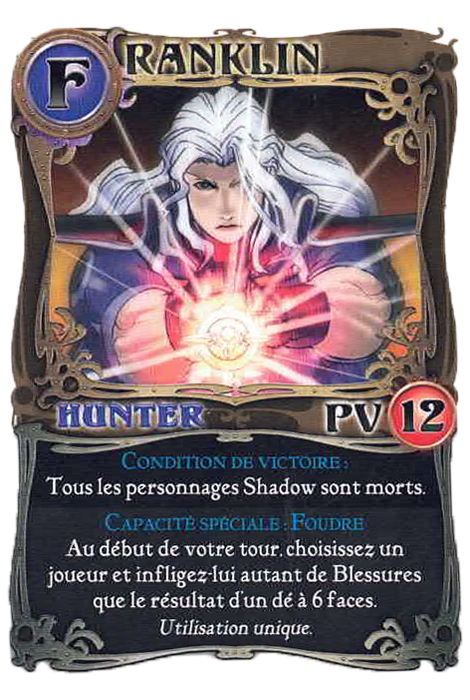 FRANKLIN
HUNTER PV 12
CONDITION DE VICTOIRE :
Tous les personnages Shadow sont morts.
CAPACITÉ SPÉCIALE : FOUDRE
Au début de votre tour, choisissez un
joueur et infligez-lui autant de Blessures
que le résultat d'un dé à 6 faces.
Utilisation unique.